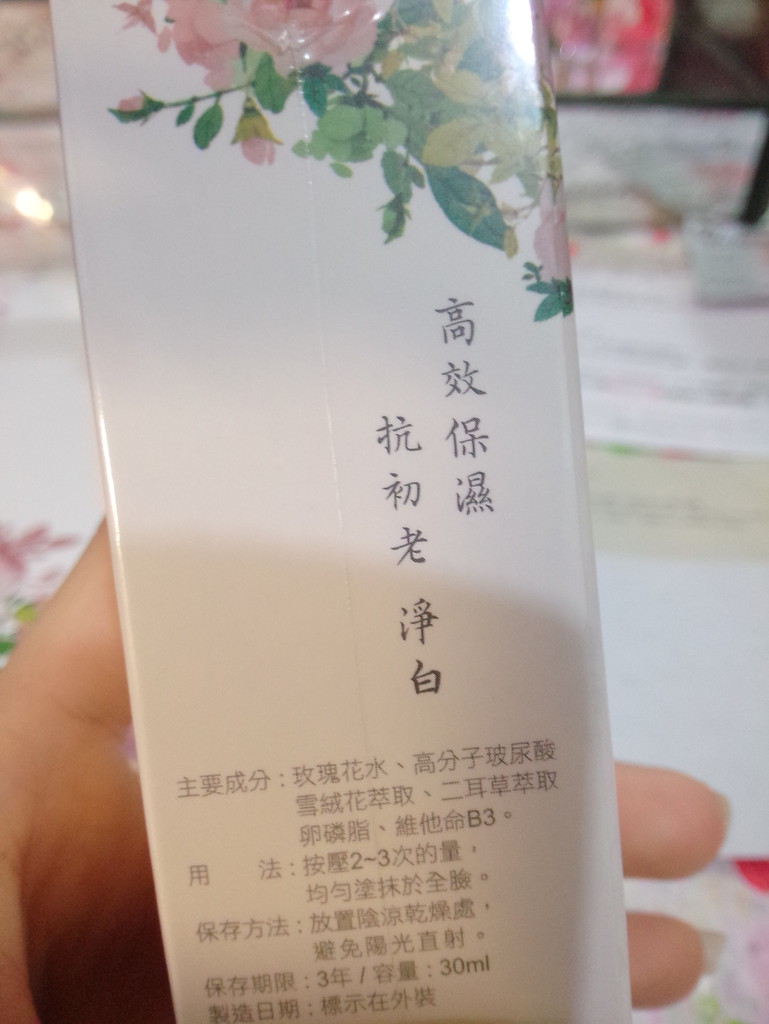 高效保濕
抗初老 淨白
主要成分：玫瑰花水、高分子玻尿酸
雪絨花萃取、二耳草萃取
卵磷脂、維他命B3。
用　　法：按壓2~3次的量，
均勻塗抹於全臉。
保存方法：放置陰涼乾燥處，
避免陽光直射。
保存期限：3年 / 容量：30ml
製造日期：標示在外裝